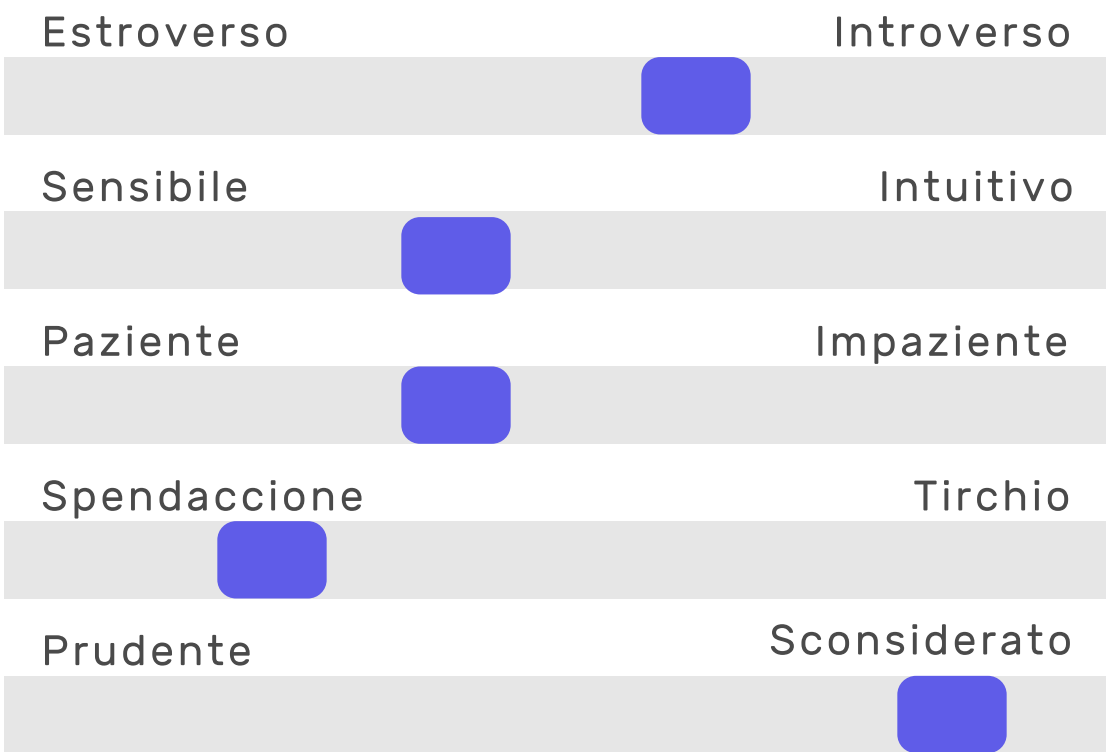 Estroverso Introverso
Sensibile Intuitivo
Paziente Impaziente
Spendaccione Tirchio
Prudente Sconsiderato